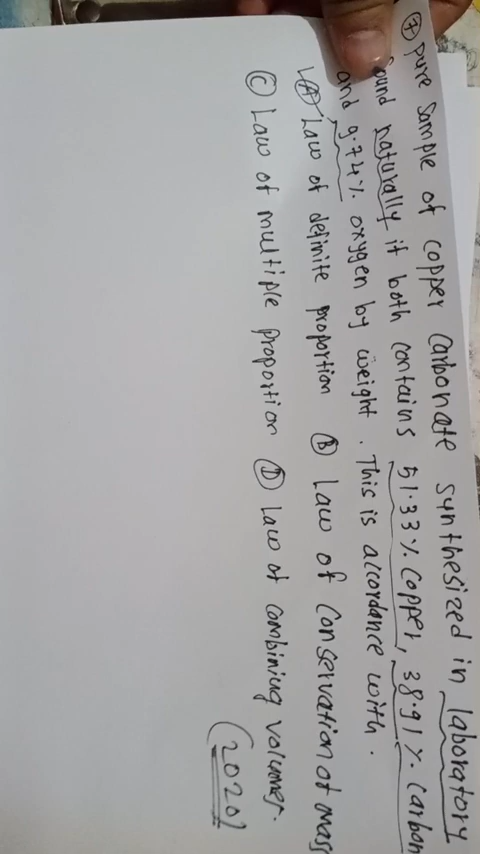 ⑦ pure sample of copper carbonate synthesized in laboratory
found naturally it both contains 51.33% copper, 38.91% carbon
and 9.74% oxygen by weight. This is accordance with.
Ⓐ Law of definite proportion Ⓑ Law of conservation of mass
Ⓒ Law of multiple proportion Ⓓ Law of combining volumes.
(2020)